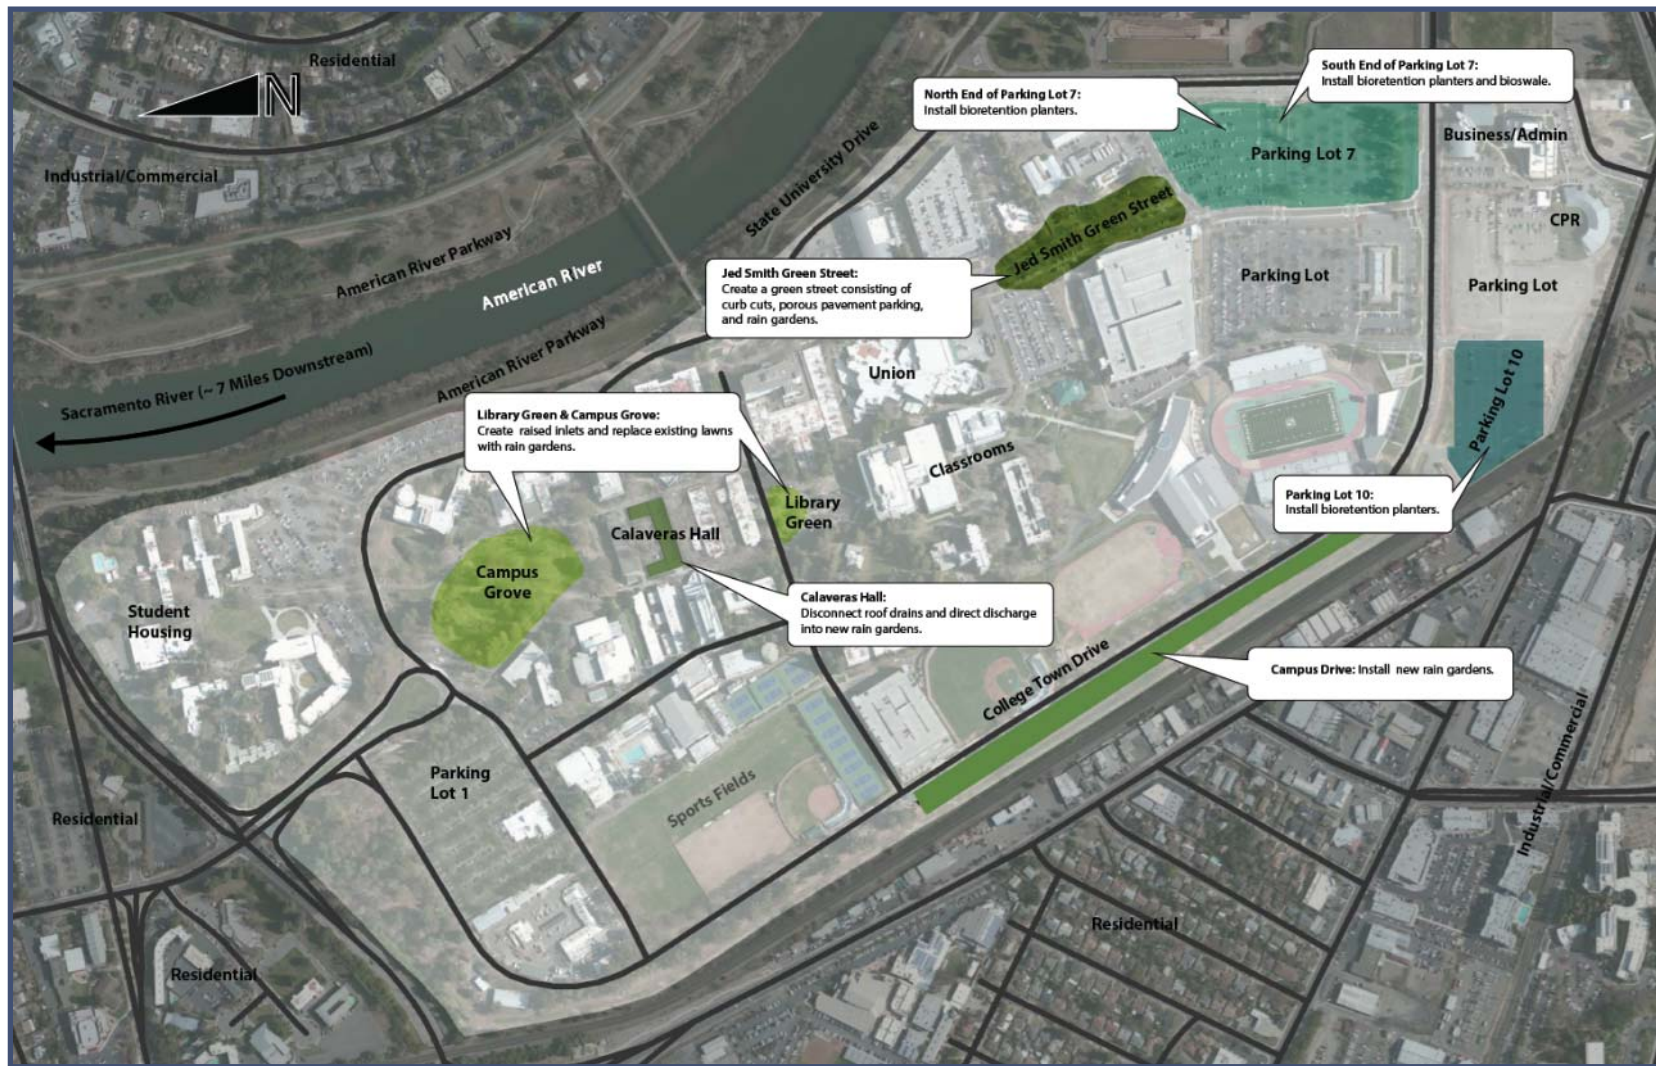 Residential
N
Industrial/Commercial
American River Parkway
American River
State University Drive
American River Parkway
Sacramento River (~ 7 Miles Downstream)
North End of Parking Lot 7:
Install bioretention planters.
South End of Parking Lot 7:
Install bioretention planters and bioswale.
Parking Lot 7
Business/Admin
CPR
Jed Smith Green Street
Jed Smith Green Street:
Create a green street consisting of
curb cuts, porous pavement parking,
and rain gardens.
Parking Lot
Parking Lot
Union
Parking Lot 10
Library Green & Campus Grove:
Create raised inlets and replace existing lawns
with rain gardens.
Classrooms
Parking Lot 10:
Install bioretention planters.
Library
Green
Calaveras Hall
Campus
Grove
Calaveras Hall:
Disconnect roof drains and direct discharge
into new rain gardens.
Student
Housing
College Town Drive
Campus Drive: Install new rain gardens.
Parking
Lot 1
Sports Fields
Industrial/Commercial
Residential
Residential
Residential